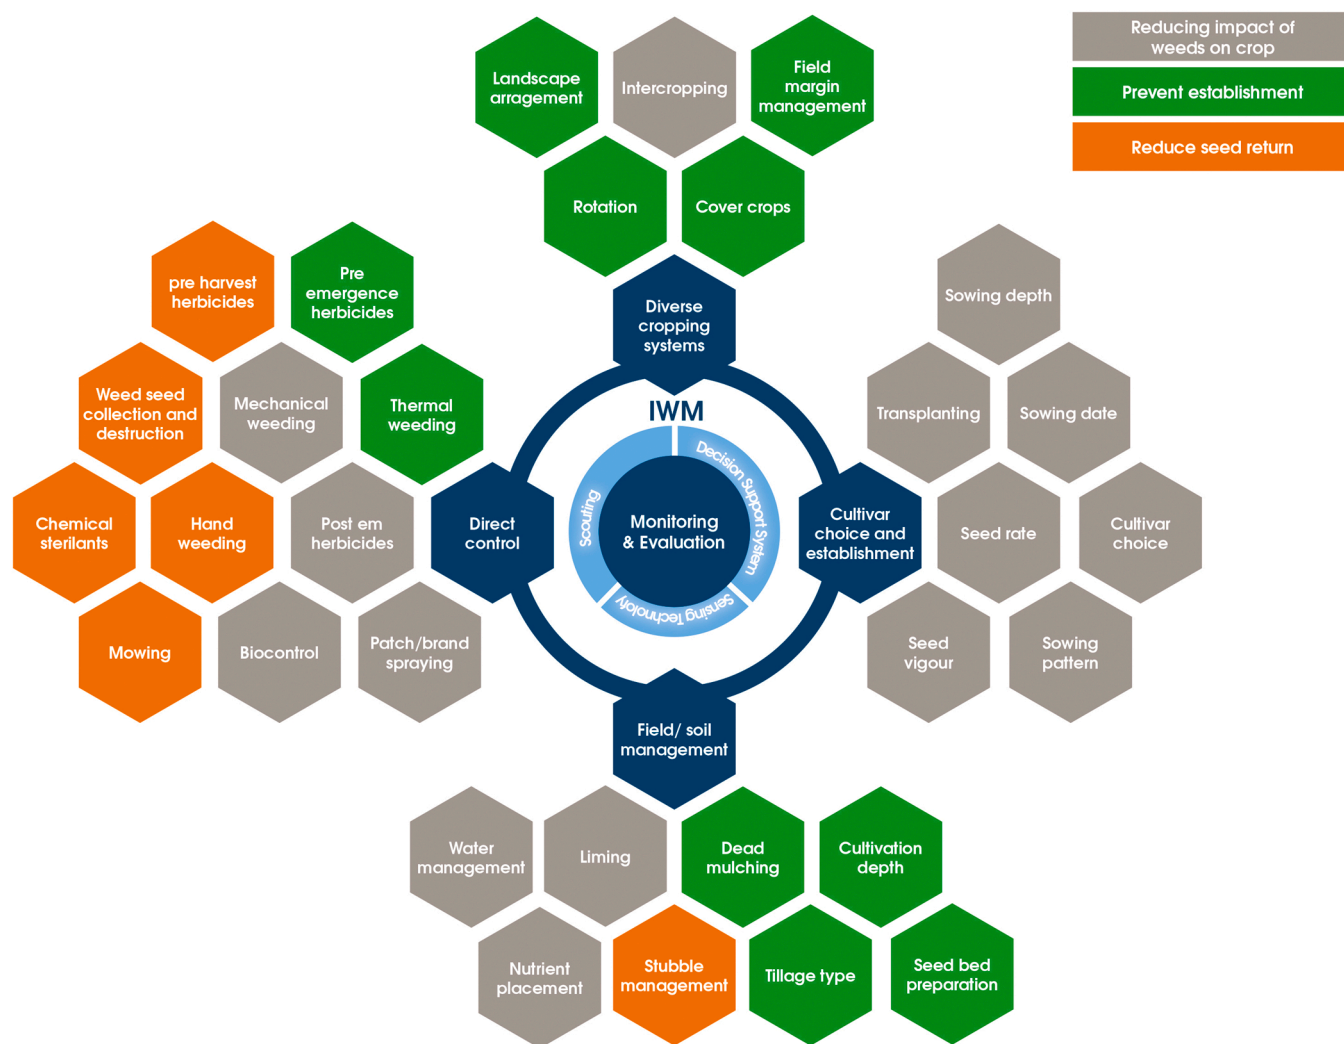 Reducing impact of
weeds on crop
Prevent establishment
Reduce seed return
Landscape
arragement
Intercropping
Field
margin
management
Rotation
Cover crops
Diverse
cropping
systems
pre harvest
herbicides
Pre
emergence
herbicides
Weed seed
collection and
destruction
Mechanical
weeding
Thermal
weeding
Chemical
sterilants
Hand
weeding
Post em
herbicides
Direct
control
Mowing
Biocontrol
Patch/brand
spraying
IWM
Scouting
Decision Support System
Sensing Technolofy
Monitoring
& Evaluation
Sowing depth
Transplanting
Sowing date
Cultivar
choice and
establishment
Seed rate
Cultivar
choice
Seed
vigour
Sowing
pattern
Field/ soil
management
Water
management
Liming
Dead
mulching
Cultivation
depth
Nutrient
placement
Stubble
management
Tillage type
Seed bed
preparation